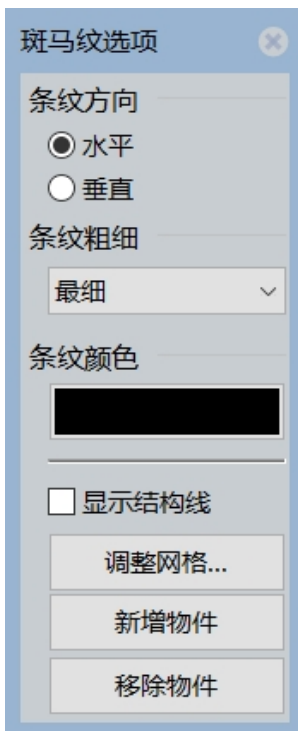 斑马纹选项
条纹方向
水平
垂直
条纹粗细
最细
条纹颜色
显示结构线
调整网格...
新增物件
移除物件